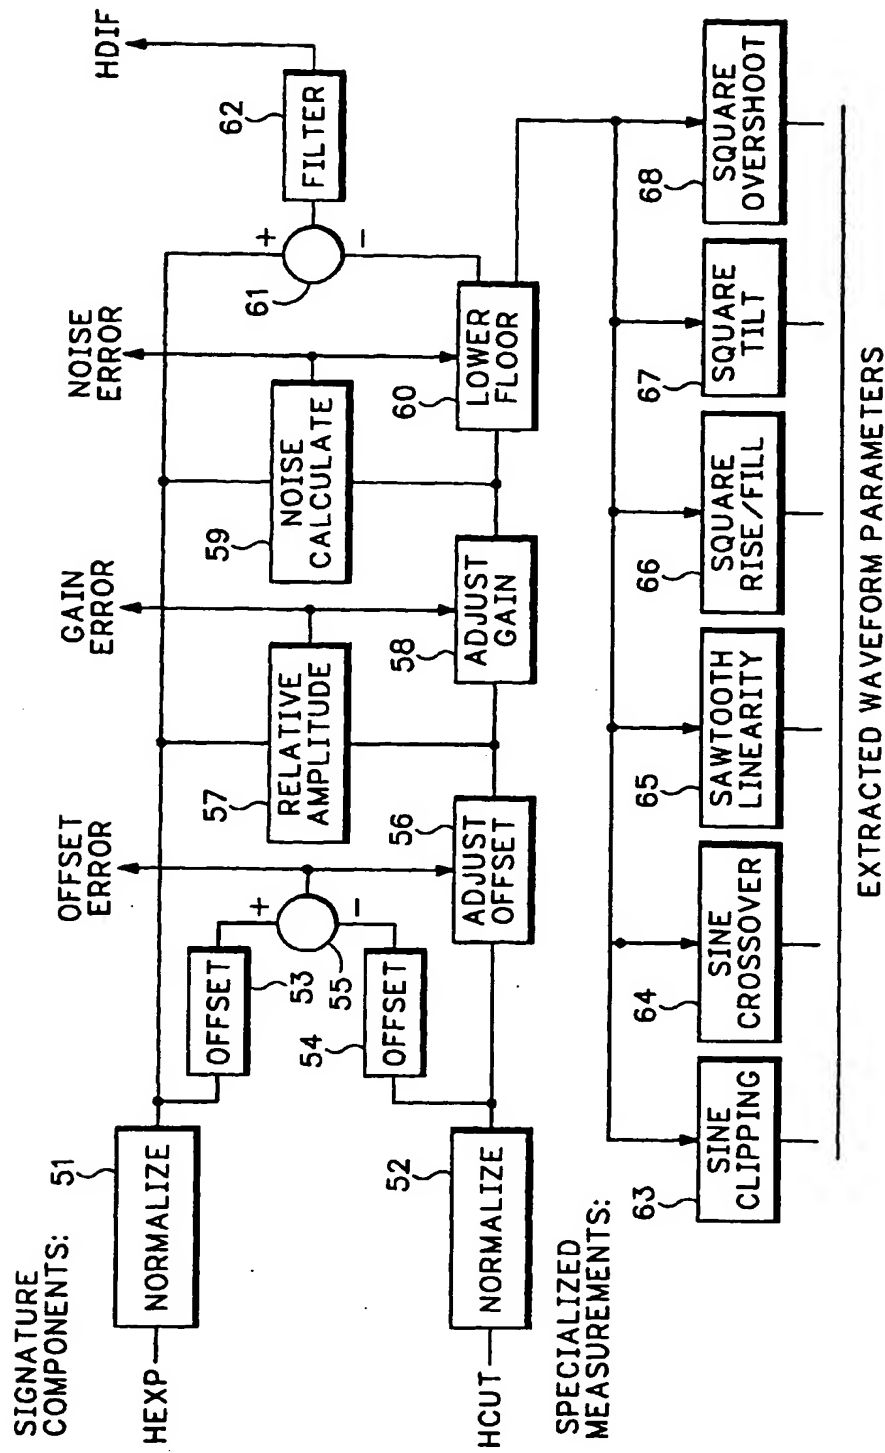 SIGNATURE
COMPONENTS:
HEXP
51
NORMALIZE
HCUT
52
NORMALIZE
OFFSET
53
54
OFFSET
+
−
55
OFFSET
ERROR
56
ADJUST
OFFSET
57
RELATIVE
AMPLITUDE
GAIN
ERROR
58
ADJUST
GAIN
59
NOISE
CALCULATE
NOISE
ERROR
60
LOWER
FLOOR
+
−
61
62
FILTER
HDIF
SPECIALIZED
MEASUREMENTS:
63
SINE
CLIPPING
64
SINE
CROSSOVER
65
SAWTOOTH
LINEARITY
66
SQUARE
RISE/FILL
67
SQUARE
TILT
68
SQUARE
OVERSHOOT
EXTRACTED WAVEFORM PARAMETERS